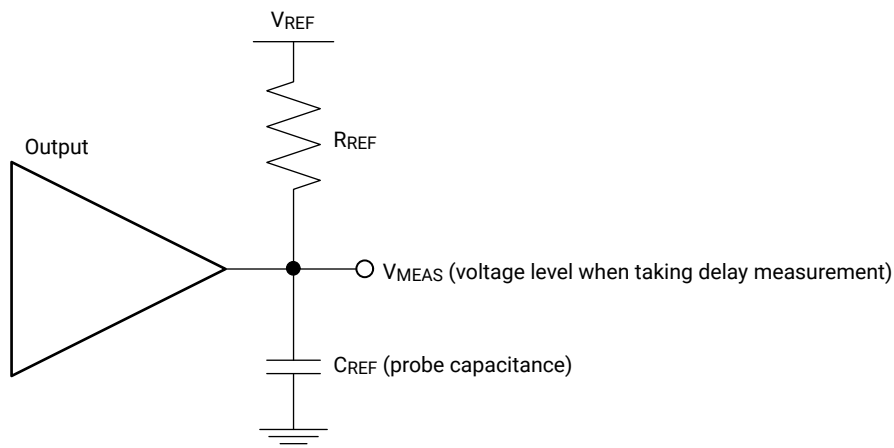 VREF
RREF
Output
VMEAS (voltage level when taking delay measurement)
CREF (probe capacitance)